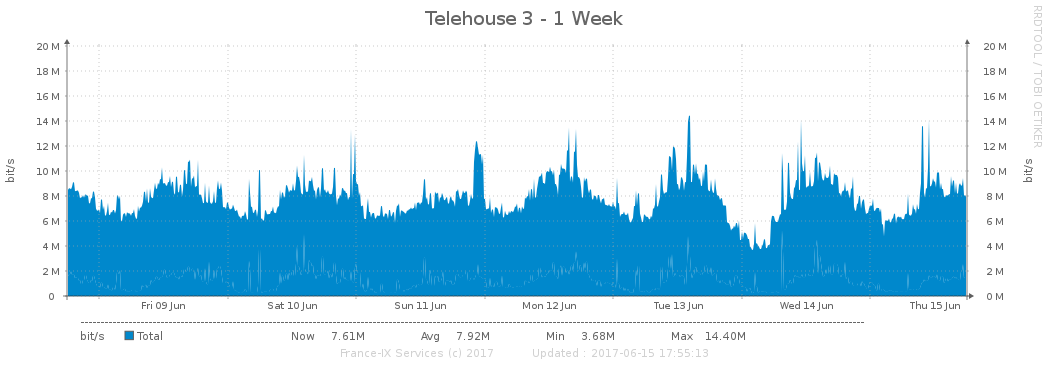 Telehouse 3 - 1 Week
RRDTOOL / TOBI OETIKER
bit/s
20 M 20 M
18 M 18 M
16 M 16 M
14 M 14 M
12 M 12 M
10 M 10 M
8 M 8 M
6 M 6 M
4 M 4 M
2 M 2 M
0 0 M
bit/s
Fri 09 Jun Sat 10 Jun Sun 11 Jun Mon 12 Jun Tue 13 Jun Wed 14 Jun Thu 15 Jun
bit/s Total Now 7.61M Avg 7.92M Min 3.68M Max 14.40M
France-IX Services (c) 2017 Updated : 2017-06-15 17:55:13